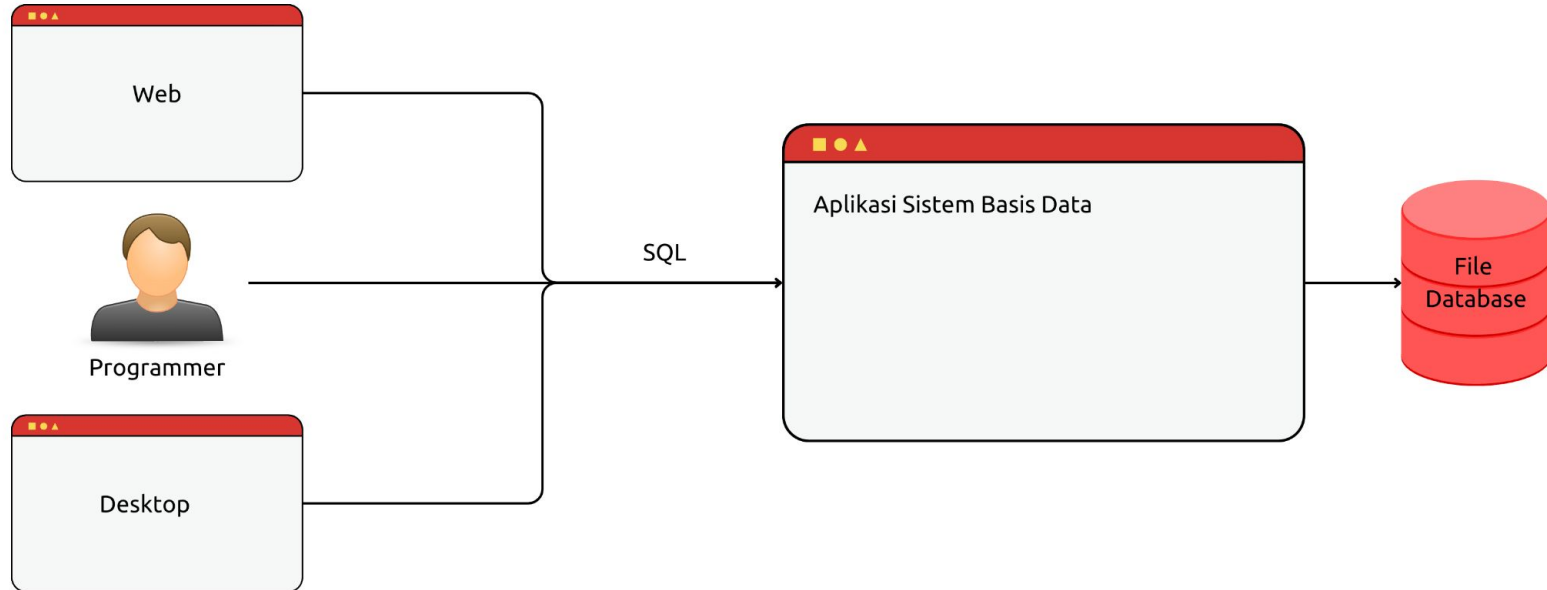 Web
Programmer
Desktop
SQL
Aplikasi Sistem Basis Data
File
Database